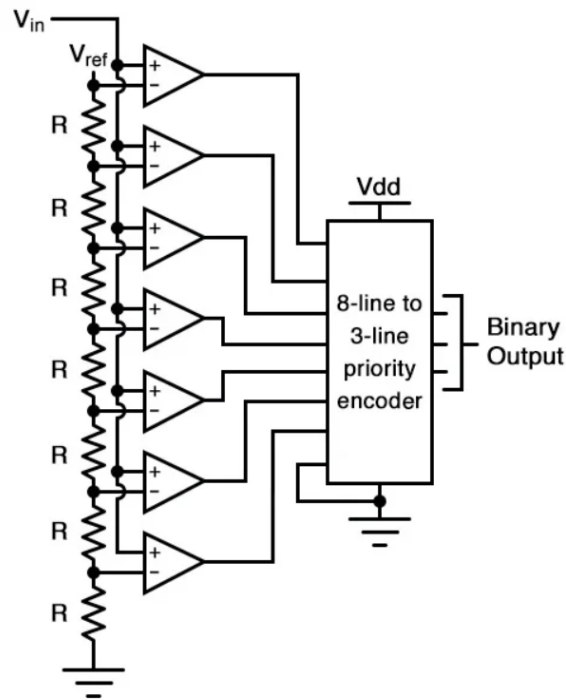 Vin
Vref
+
−
R
+
−
R
+
−
R
+
−
R
+
−
R
+
−
R
+
−
R
Vdd
8-line to
3-line
priority
encoder
Binary
Output